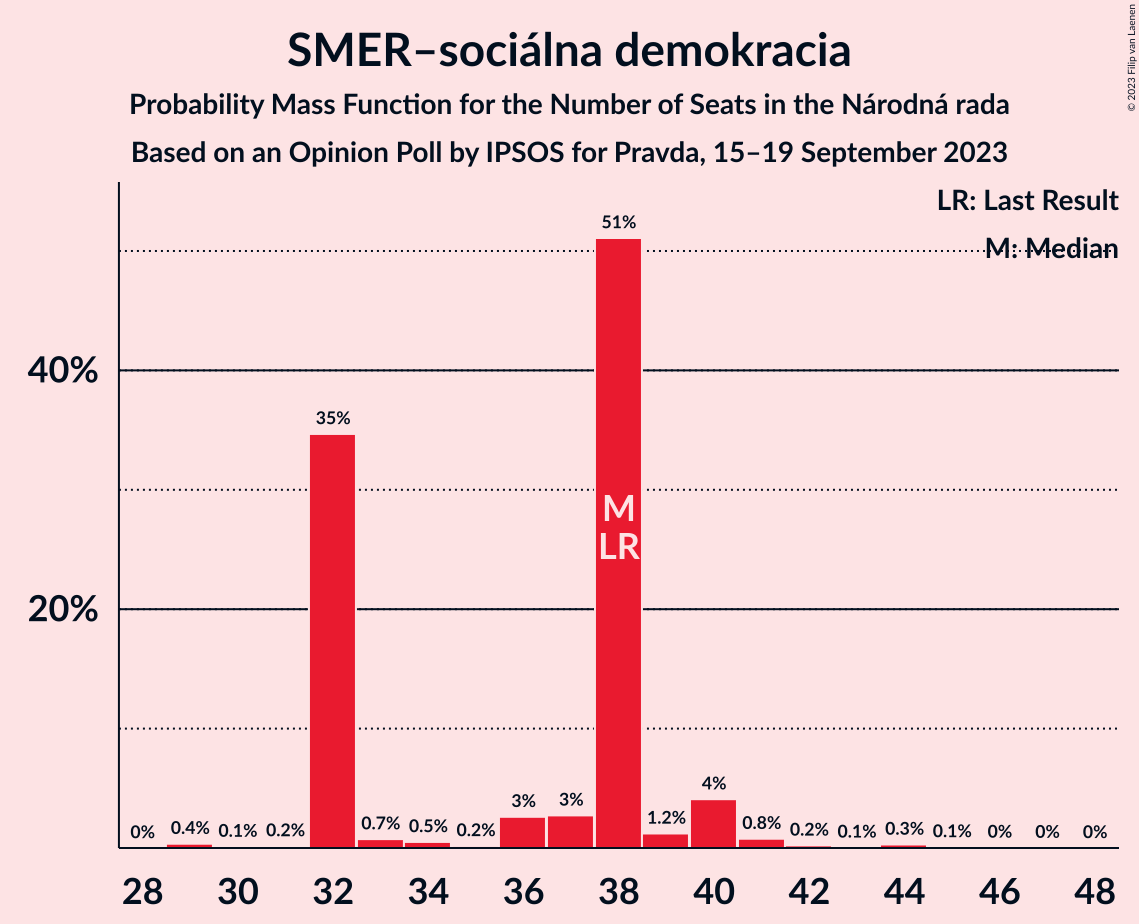 SMER–sociálna demokracia
Probability Mass Function for the Number of Seats in the Národná rada
Based on an Opinion Poll by IPSOS for Pravda, 15–19 September 2023
© 2023 Filip van Laenen
LR: Last Result
M: Median
40%
20%
0%
0.4%
0.1%
0.2%
35%
0.7%
0.5%
0.2%
3%
3%
51%
1.2%
4%
0.8%
0.2%
0.1%
0.3%
0.1%
0%
0%
0%
M
LR
28 30 32 34 36 38 40 42 44 46 48